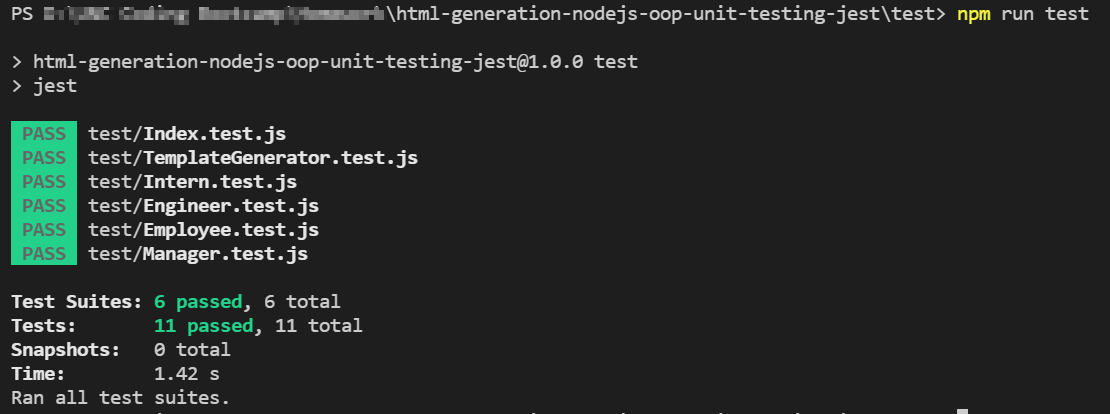 PS \html-generation-nodejs-oop-unit-testing-jest\test> npm run test
> html-generation-nodejs-oop-unit-testing-jest@1.0.0 test
> jest
PASS test/Index.test.js
PASS test/TemplateGenerator.test.js
PASS test/Intern.test.js
PASS test/Engineer.test.js
PASS test/Employee.test.js
PASS test/Manager.test.js
Test Suites: 6 passed, 6 total
Tests: 11 passed, 11 total
Snapshots: 0 total
Time: 1.42 s
Ran all test suites.